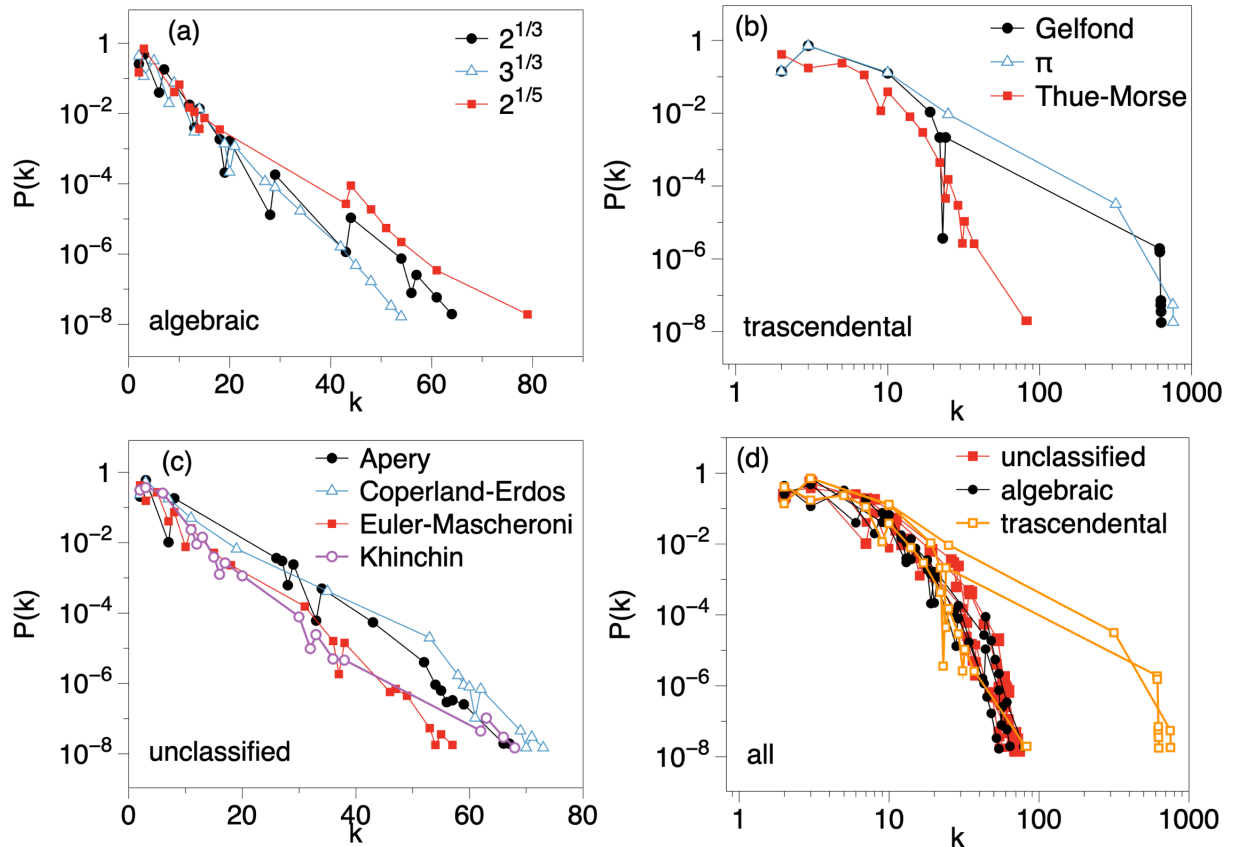 (a)
2^{1/3}
3^{1/3}
2^{1/5}
1
10^{-2}
10^{-4}
10^{-6}
10^{-8}
P(k)
algebraic
0 20 40 60 80
k
(b)
Gelfond
π
Thue-Morse
1
10^{-2}
10^{-4}
10^{-6}
10^{-8}
P(k)
trascendental
1 10 100 1000
k
(c)
Apery
Coperland-Erdos
Euler-Mascheroni
Khinchin
1
10^{-2}
10^{-4}
10^{-6}
10^{-8}
P(k)
unclassified
0 20 40 60 80
k
(d)
unclassified
algebraic
trascendental
1
10^{-2}
10^{-4}
10^{-6}
10^{-8}
P(k)
all
1 10 100 1000
k